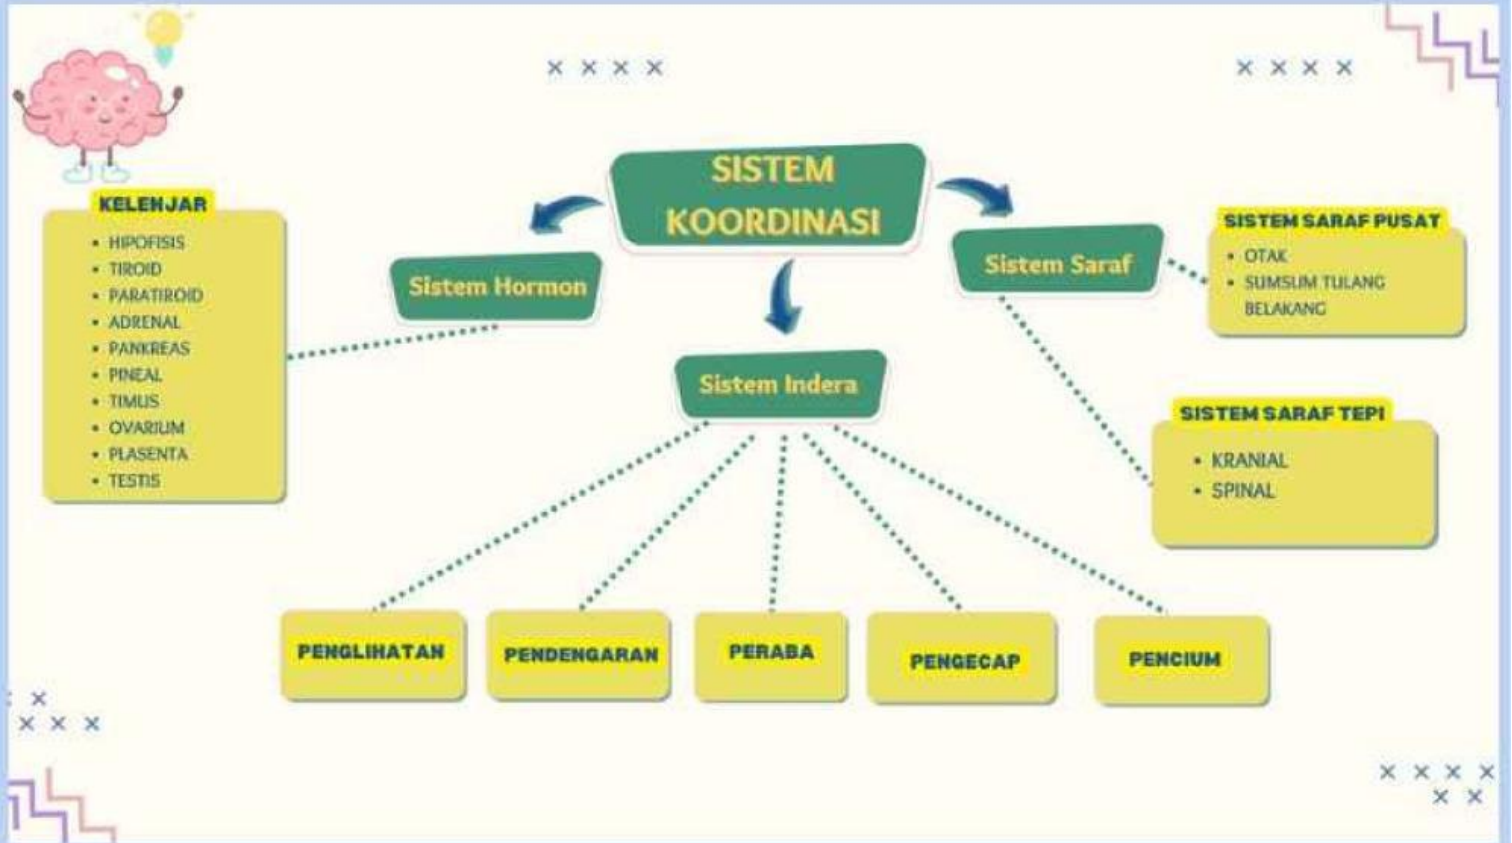 SISTEM
KOORDINASI
Sistem Hormon
KELENJAR
• HIPOFISIS
• TIROID
• PARATIROID
• ADRENAL
• PANKREAS
• PINEAL
• TIMUS
• OVARIUM
• PLASENTA
• TESTIS
Sistem Indera
PENGLIHATAN
PENDENGARAN
PERABA
PENGECAP
PENCIUM
Sistem Saraf
SISTEM SARAF PUSAT
• OTAK
• SUMSUM TULANG
BELAKANG
SISTEM SARAF TEPI
• KRANIAL
• SPINAL